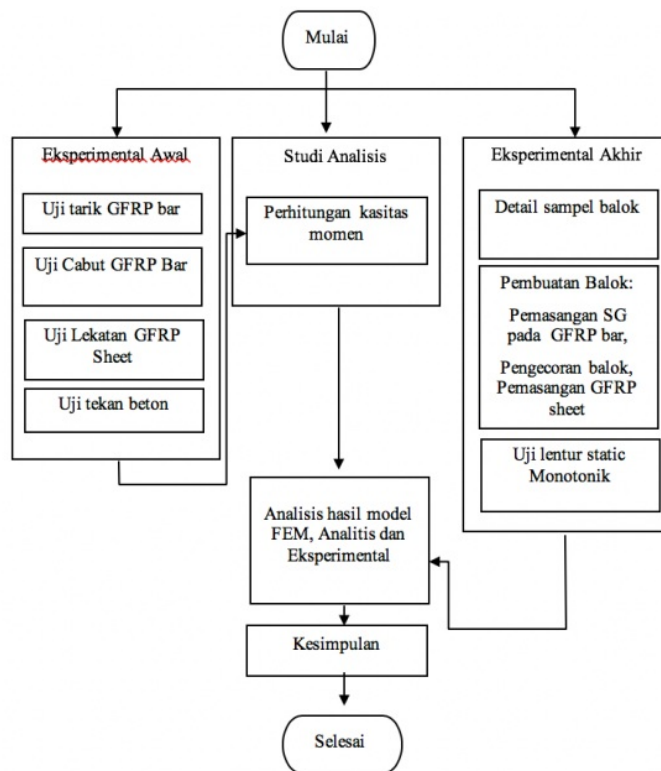 Mulai
Eksperimental Awal
Uji tarik GFRP bar
Uji Cabut GFRP Bar
Uji Lekatan GFRP
Sheet
Uji tekan beton
Studi Analisis
Perhitungan kasitas
momen
Eksperimental Akhir
Detail sampel balok
Pembuatan Balok:
Pemasangan SG
pada GFRP bar,
Pengecoran balok,
Pemasangan GFRP
sheet
Uji lentur static
Monotonik
Analisis hasil model
FEM, Analitis dan
Eksperimental
Kesimpulan
Selesai